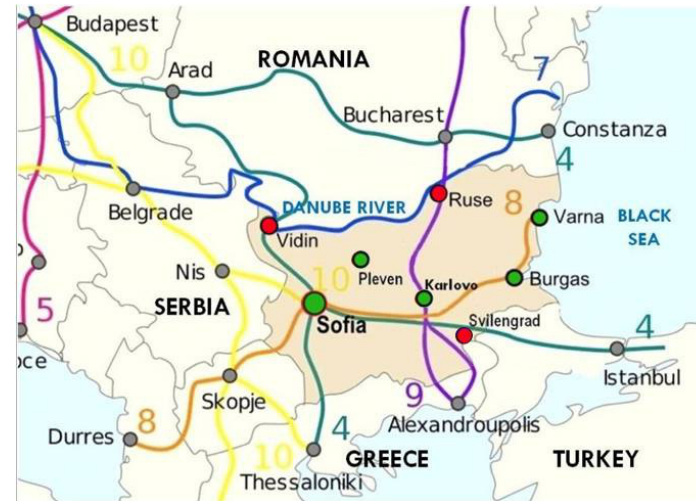 Budapest
10
Arad
ROMANIA
7
Bucharest
Constanza
4
Belgrade
DANUBE RIVER
Ruse
8
Varna
BLACK
SEA
Vidin
Nis
10
Pleven
Karlovo
Burgas
5
SERBIA
Sofia
Svilengrad
4
Istanbul
Skopje
9
8
Durres
4
Alexandroupolis
10
GREECE
TURKEY
Thessaloniki